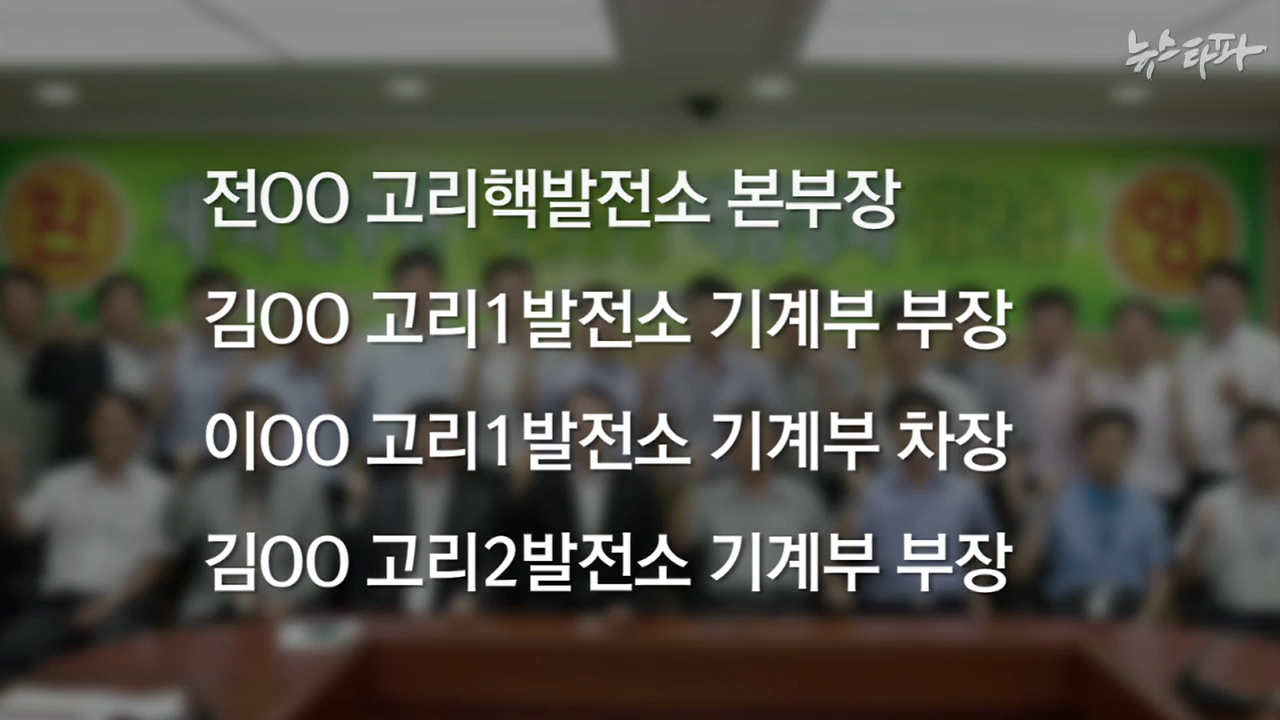 뉴스타파
전OO 고리핵발전소 본부장
김OO 고리1발전소 기계부 부장
이OO 고리1발전소 기계부 차장
김OO 고리2발전소 기계부 부장
환
영